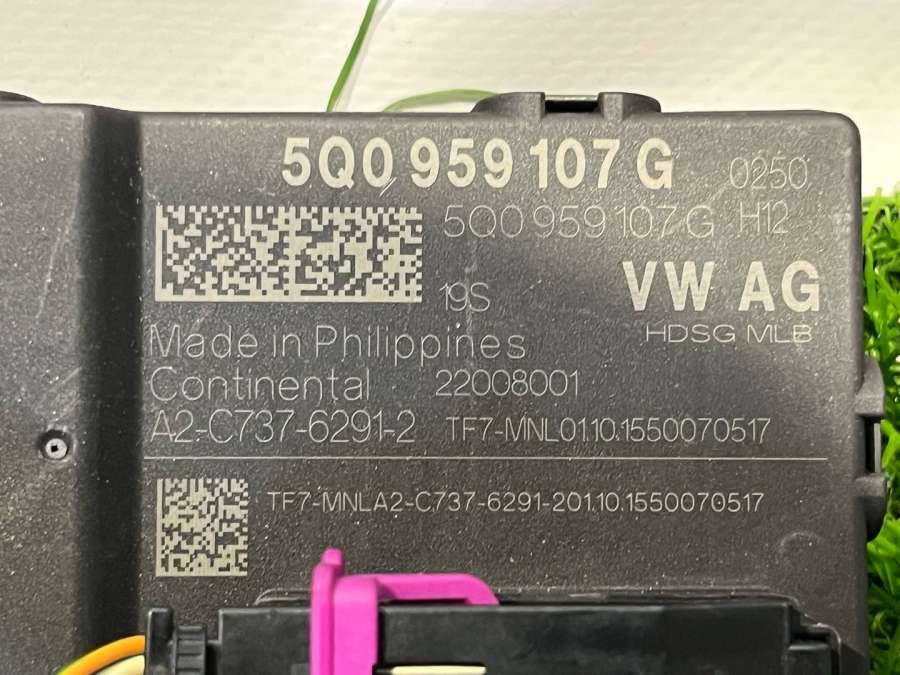 5Q0 959 107 G 0250
5Q0 959 107 G H12
19S VW AG
HDSG MLB
Made in Philippines
Continental 22008001
A2-C737-6291-2 TF7-MNL01.10.1550070517
TF7-MNLA2-C737-6291-201.10.1550070517